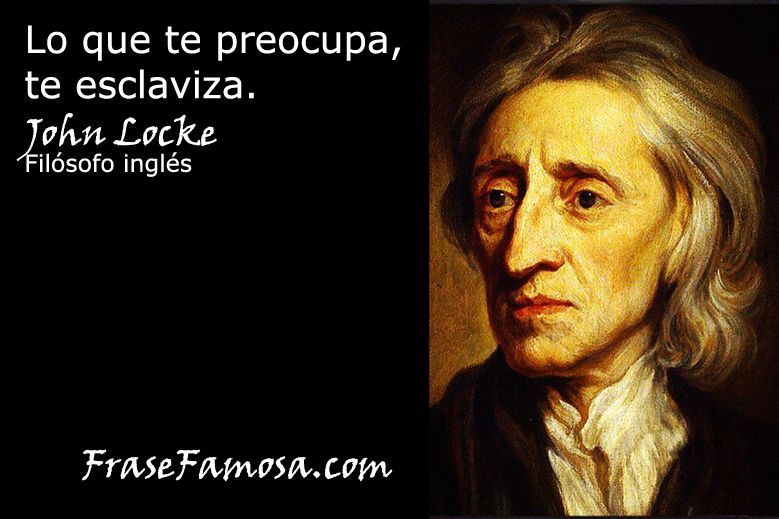 Lo que te preocupa,
te esclaviza.
John Locke
Filósofo inglés
FraseFamosa.com